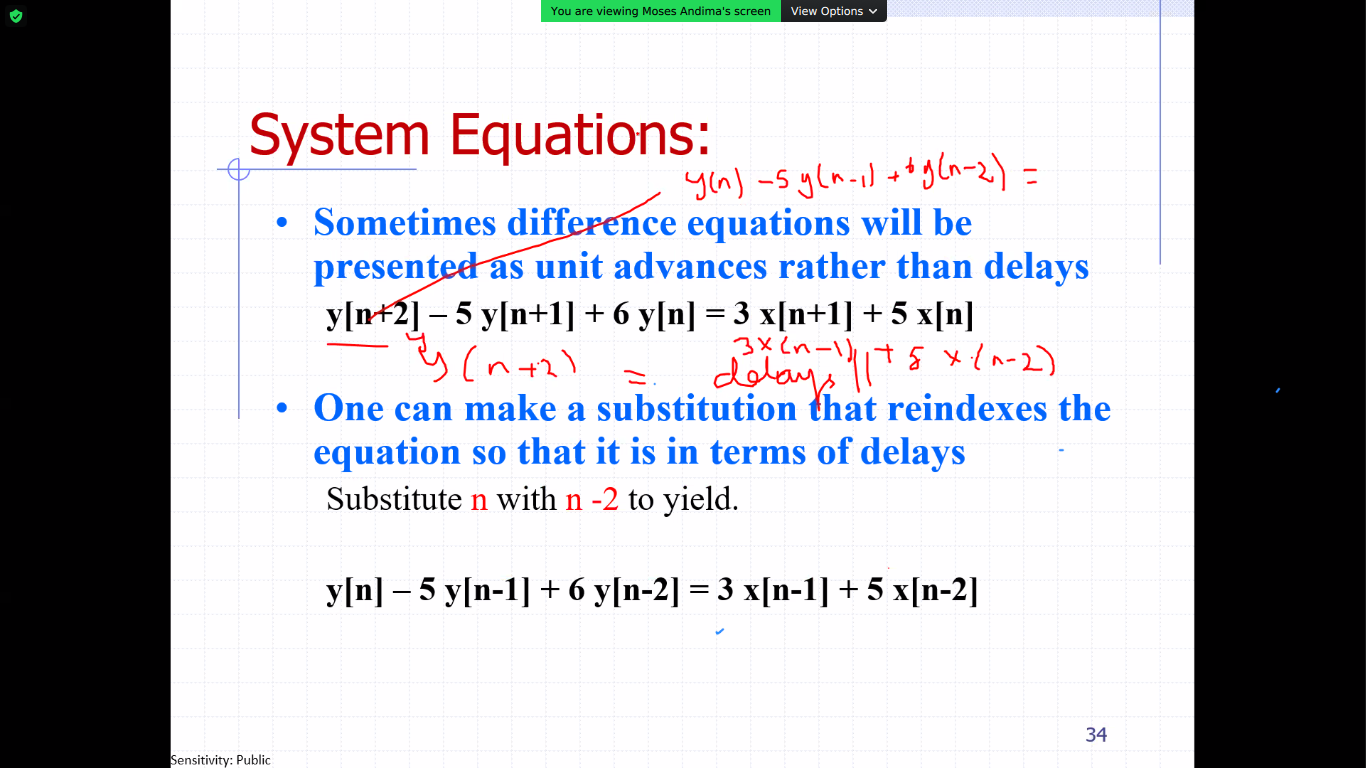 You are viewing Moses Andima's screen View Options
System Equations:
y(n) -5 y(n-1) + 6y(n-2) =
• Sometimes difference equations will be
presented as unit advances rather than delays
y[n+2] – 5 y[n+1] + 6 y[n] = 3 x[n+1] + 5 x[n]
3x(n-1) + 5 x(n-2)
y(n+2) = delays
• One can make a substitution that reindexes the
equation so that it is in terms of delays
Substitute n with n -2 to yield.
y[n] – 5 y[n-1] + 6 y[n-2] = 3 x[n-1] + 5 x[n-2]
34
Sensitivity: Public